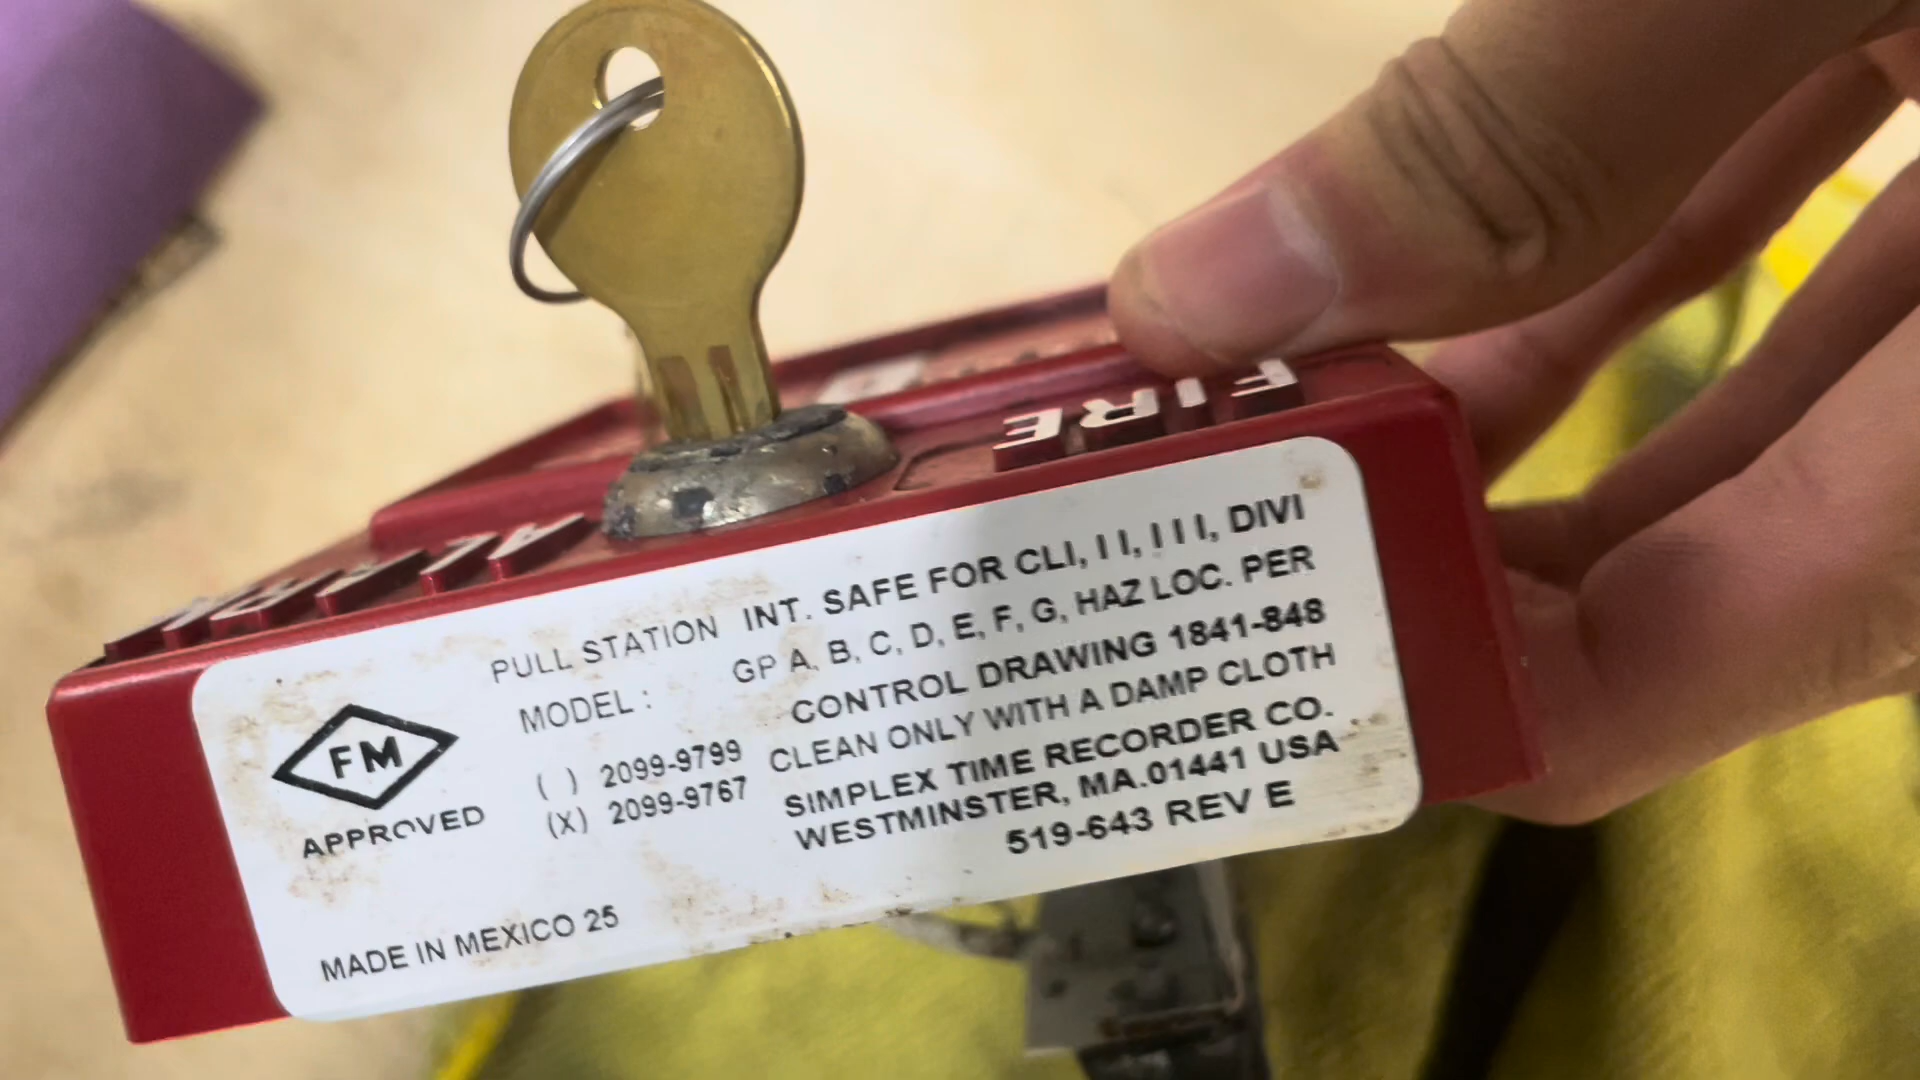 FIRE
ALARM
PULL STATION INT. SAFE FOR CLI, I I, I I I, DIVI
MODEL : GP A, B, C, D, E, F, G, HAZ LOC. PER
CONTROL DRAWING 1841-848
( ) 2099-9799 CLEAN ONLY WITH A DAMP CLOTH
(X) 2099-9767 SIMPLEX TIME RECORDER CO.
WESTMINSTER, MA.01441 USA
519-643 REV E
FM
APPROVED
MADE IN MEXICO 25